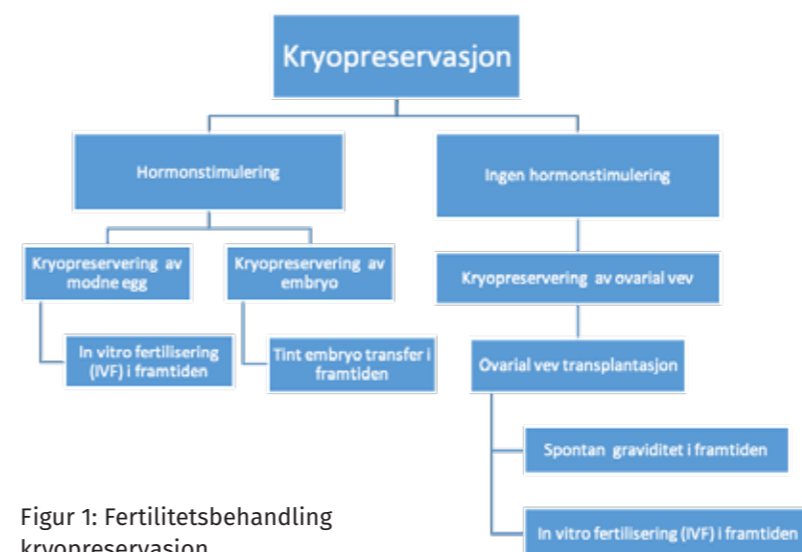 Kryopreservasjon
Hormonstimulering
Ingen hormonstimulering
Kryopreservering av
modne egg
Kryopreservering av
embryo
Kryopreservering av ovarial vev
In vitro fertilisering
(IVF) i framtiden
Tint embryo transfer i
framtiden
Ovarial vev transplantasjon
Spontan graviditet i framtiden
In vitro fertilisering (IVF) i framtiden
Figur 1: Fertilitetsbehandling
kryopreservasjon